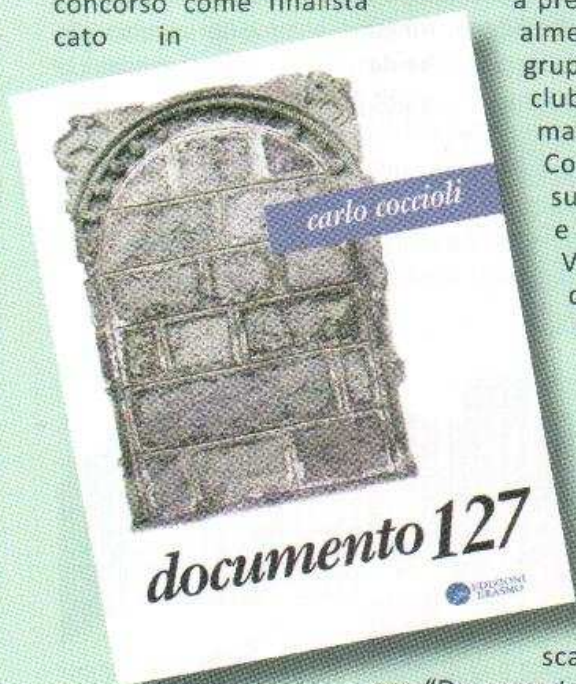 concorso come finalista
cato in
carlo coccioli
documento 127
EDIZIONI
ERASMO
a pre
alme
grup
club
ma
Co
su
e
V
sca